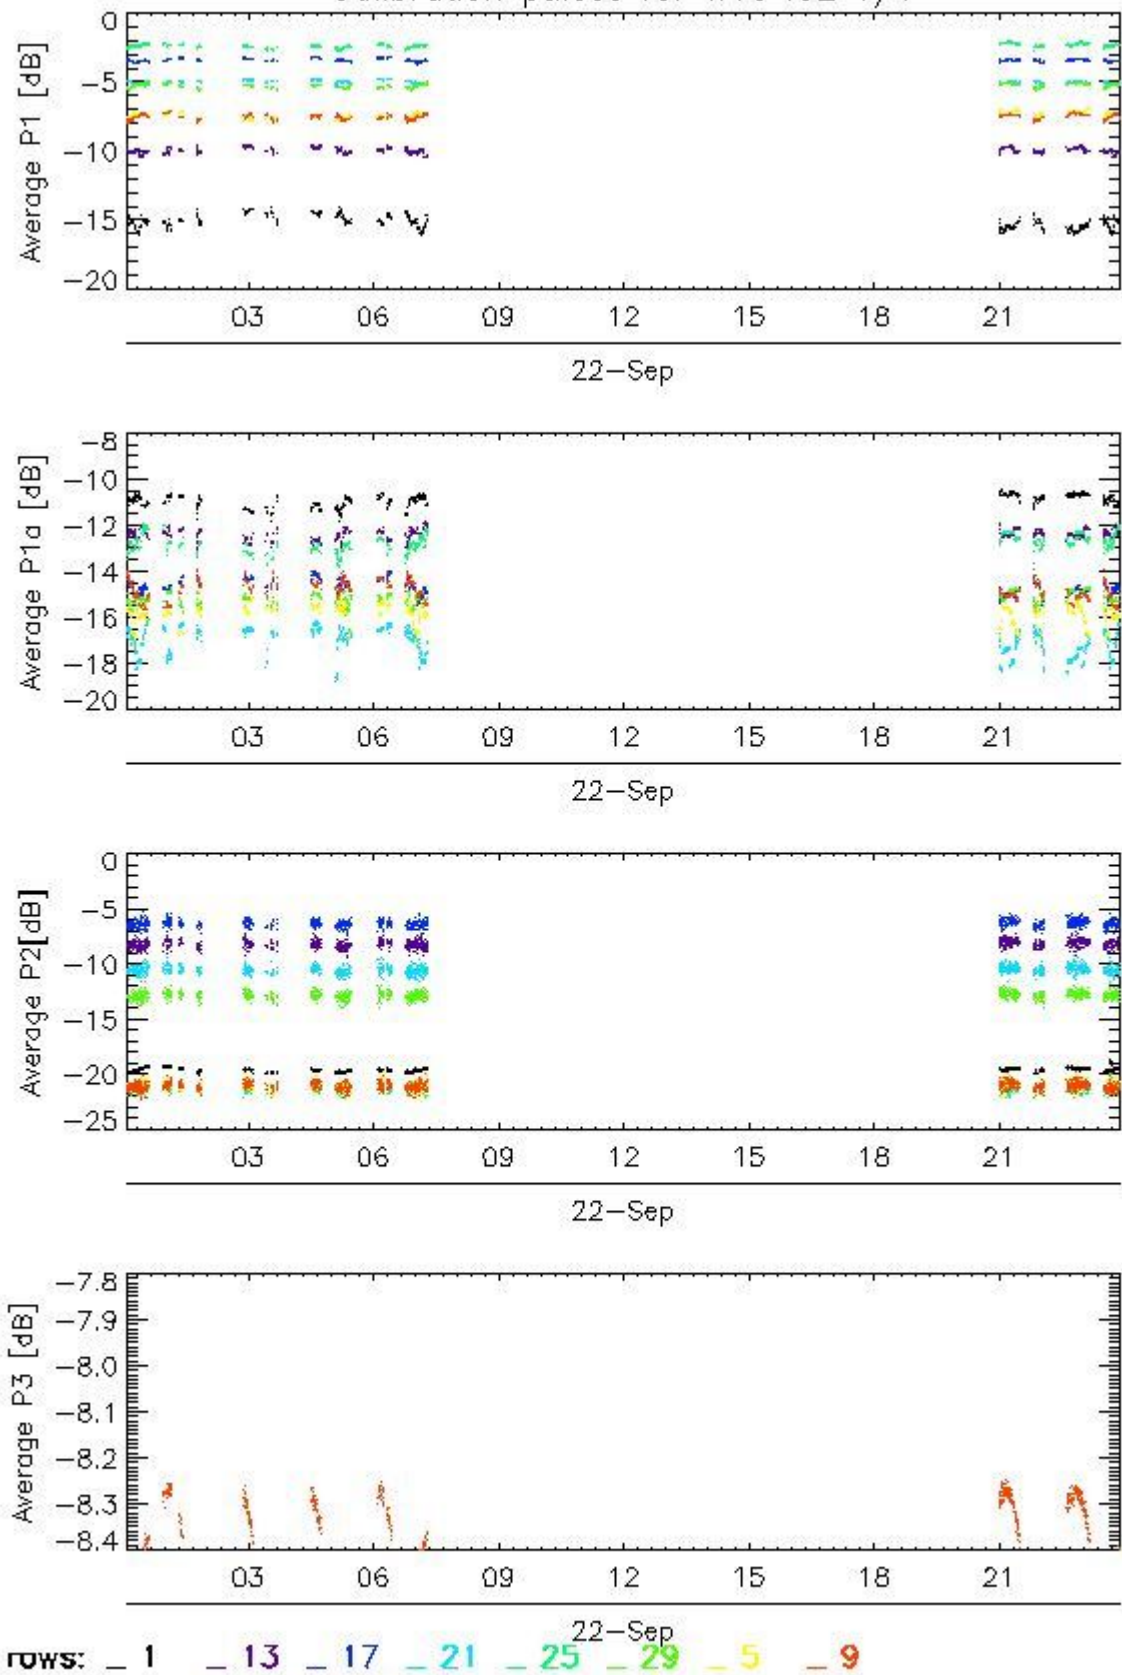 0
−5
−10
−15
−20
Average P1 [dB]
03 06 09 12 15 18 21
22−Sep
−8
−10
−12
−14
−16
−18
−20
Average P1a [dB]
03 06 09 12 15 18 21
22−Sep
0
−5
−10
−15
−20
−25
Average P2[dB]
03 06 09 12 15 18 21
22−Sep
−7.8
−7.9
−8.0
−8.1
−8.2
−8.3
−8.4
Average P3 [dB]
03 06 09 12 15 18 21
22−Sep
rows: _ 1 _ 13 _ 17 _ 21 _ 25 _ 29 _ 5 _ 9